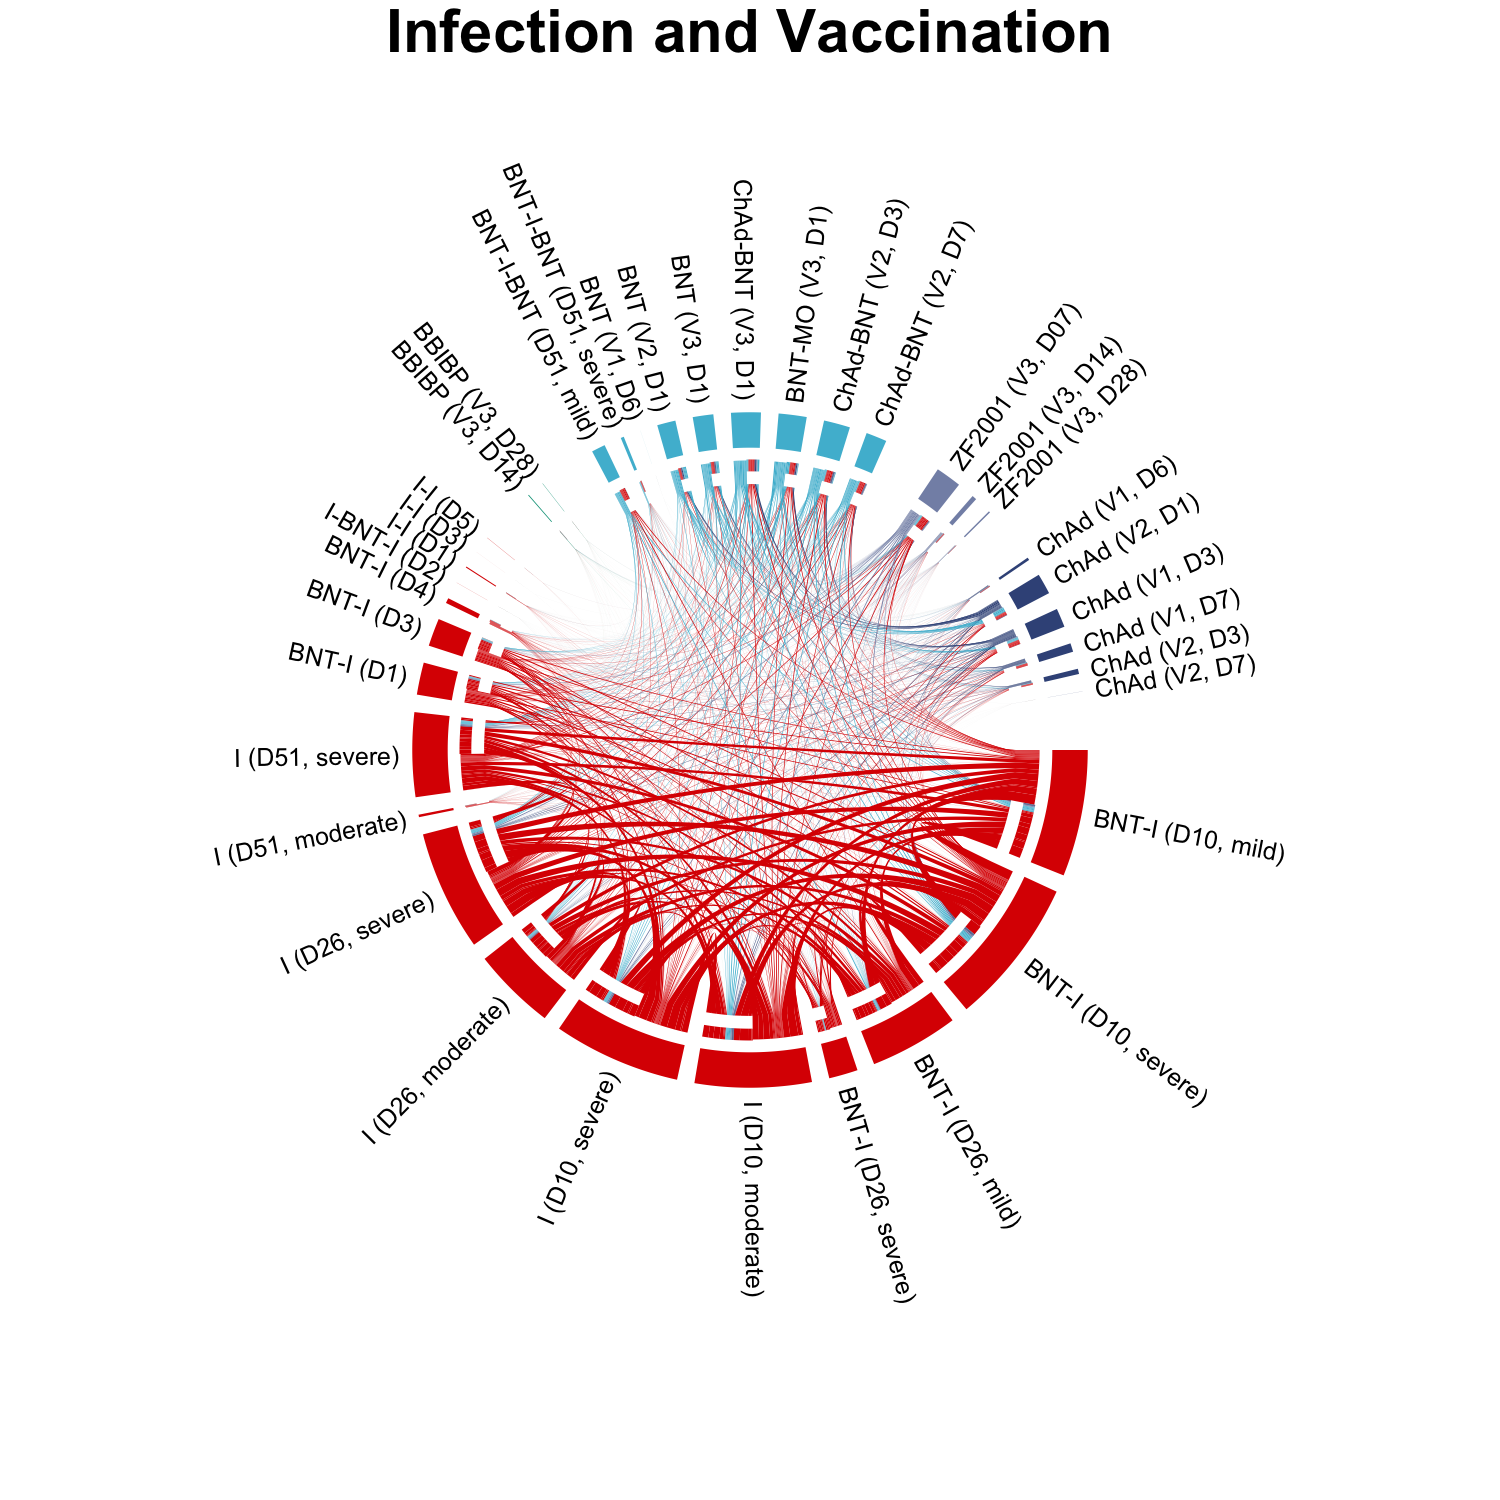 Infection and Vaccination
ChAd-BNT (V3, D1)
BNT-MO (V3, D1)
ChAd-BNT (V2, D3)
ChAd-BNT (V2, D7)
ZF2001 (V3, D07)
ZF2001 (V3, D14)
ZF2001 (V3, D28)
ChAd (V1, D6)
ChAd (V2, D1)
ChAd (V1, D3)
ChAd (V1, D7)
ChAd (V2, D3)
ChAd (V2, D7)
BNT-I (D10, mild)
BNT-I (D10, severe)
BNT-I (D26, mild)
BNT-I (D26, severe)
I (D10, moderate)
I (D10, severe)
I (D26, moderate)
I (D26, severe)
I (D51, moderate)
I (D51, severe)
BNT-I (D1)
BNT-I (D3)
BNT-I (D4)
I-BNT-I (D2)
I-I (D1)
I-I (D3)
I-I (D5)
BBIBP (V3, D14)
BBIBP (V3, D28)
BNT-I-BNT (D51, mild)
BNT-I-BNT (D51, severe)
BNT (V1, D6)
BNT (V2, D1)
BNT (V3, D1)